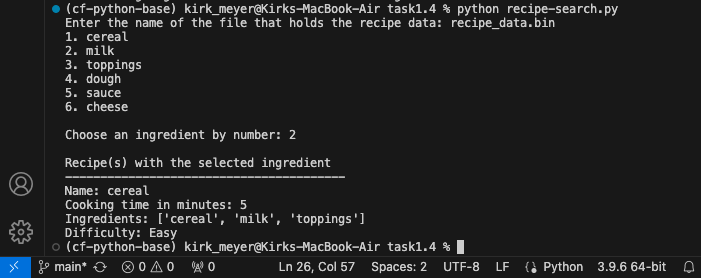 (cf-python-base) kirk_meyer@Kirks-MacBook-Air task1.4 % python recipe-search.py
Enter the name of the file that holds the recipe data: recipe_data.bin
1. cereal
2. milk
3. toppings
4. dough
5. sauce
6. cheese
Choose an ingredient by number: 2
Recipe(s) with the selected ingredient
----------------------------------------
Name: cereal
Cooking time in minutes: 5
Ingredients: ['cereal', 'milk', 'toppings']
Difficulty: Easy
(cf-python-base) kirk_meyer@Kirks-MacBook-Air task1.4 %
main* 0 0 0 Ln 26, Col 57 Spaces: 2 UTF-8 LF Python 3.9.6 64-bit